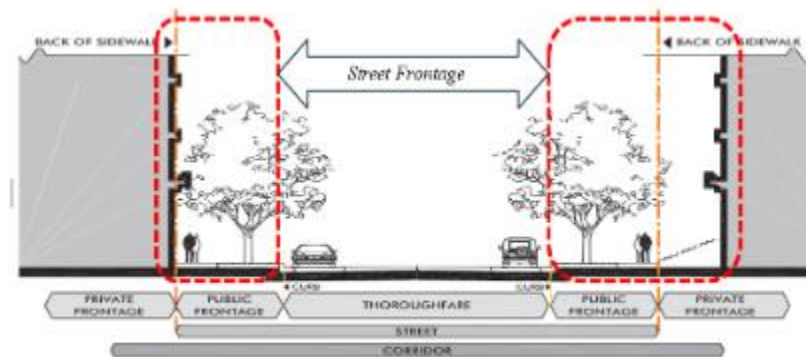 BACK OF SIDEWALK
BACK OF SIDEWALK
Street Frontage
CURB
CURB
PRIVATE FRONTAGE
PUBLIC FRONTAGE
THOROUGHFARE
PUBLIC FRONTAGE
PRIVATE FRONTAGE
STREET
CORRIDOR